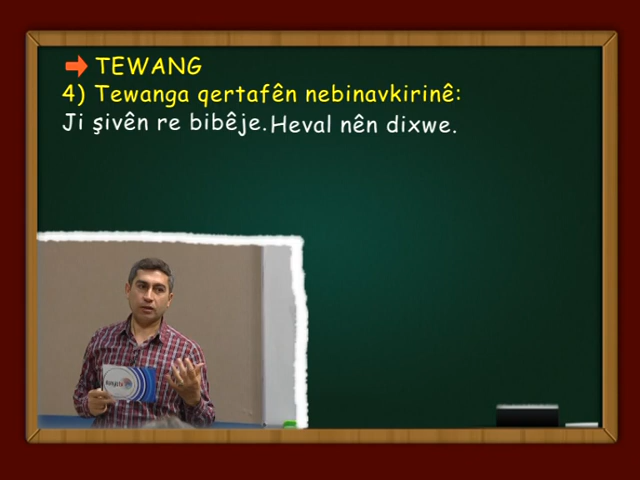 TEWANG
4) Tewanga qertafên nebinavkirinê:
Ji şivên re bibêje. Heval nên dixwe.